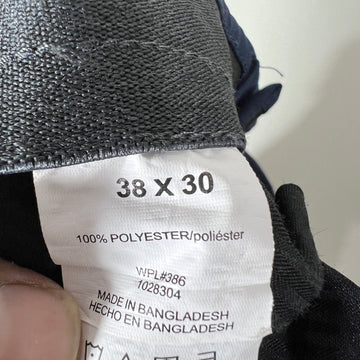 38 X 30
100% POLYESTER/poliéster
WPL#386
1028304
MADE IN BANGLADESH
HECHO EN BANGLADESH